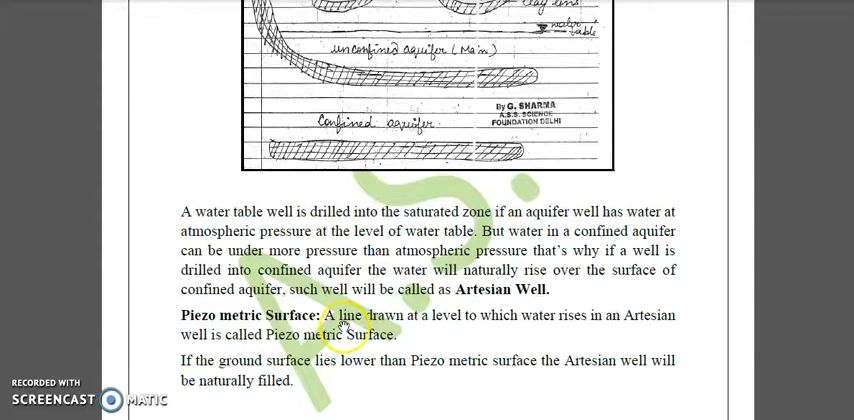 clay lens
water
table
unconfined aquifer (Main)
By G. SHARMA
A.S.S. SCIENCE
FOUNDATION DELHI
Confined aquifer.
A water table well is drilled into the saturated zone if an aquifer well has water at
atmospheric pressure at the level of water table. But water in a confined aquifer
can be under more pressure than atmospheric pressure that's why if a well is
drilled into confined aquifer the water will naturally rise over the surface of
confined aquifer, such well will be called as Artesian Well.
Piezo metric Surface: A line drawn at a level to which water rises in an Artesian
well is called Piezo metric Surface.
If the ground surface lies lower than Piezo metric surface the Artesian well will
be naturally filled.
A.S.
RECORDED WITH
SCREENCAST MATIC